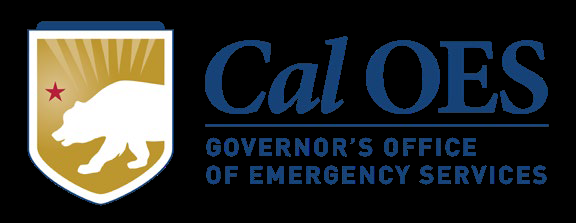 Cal OES
GOVERNOR'S OFFICE
OF EMERGENCY SERVICES